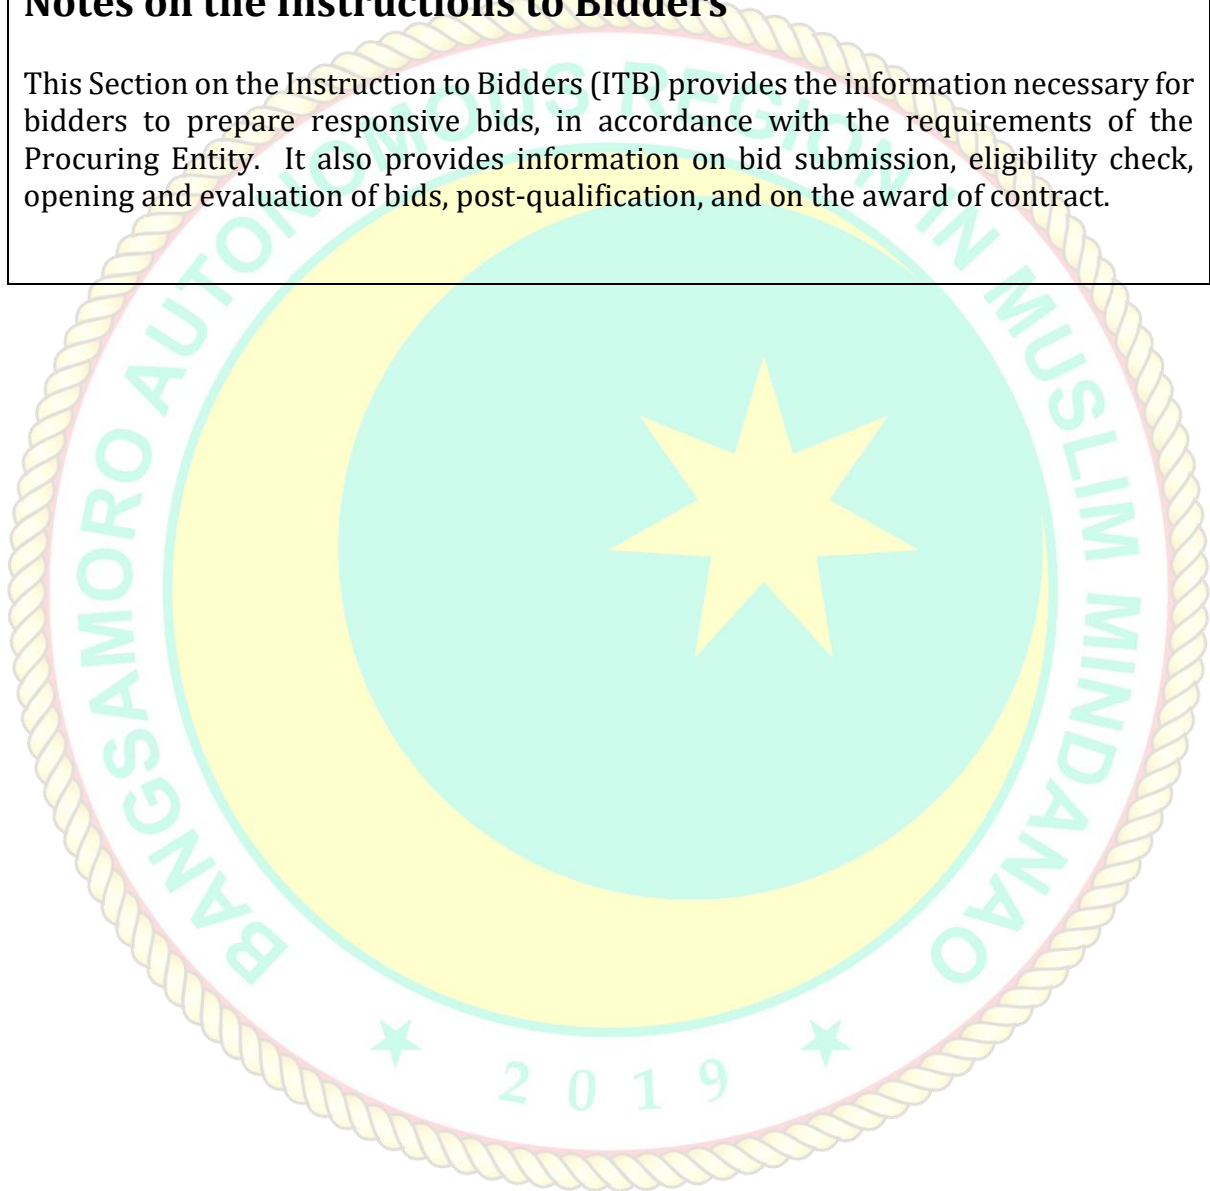 Notes on the Instructions to Bidders
This Section on the Instruction to Bidders (ITB) provides the information necessary for
bidders to prepare responsive bids, in accordance with the requirements of the
Procuring Entity. It also provides information on bid submission, eligibility check,
opening and evaluation of bids, post-qualification, and on the award of contract.
BANGSAMORO AUTONOMOUS REGION IN MUSLIM MINDANAO
2019